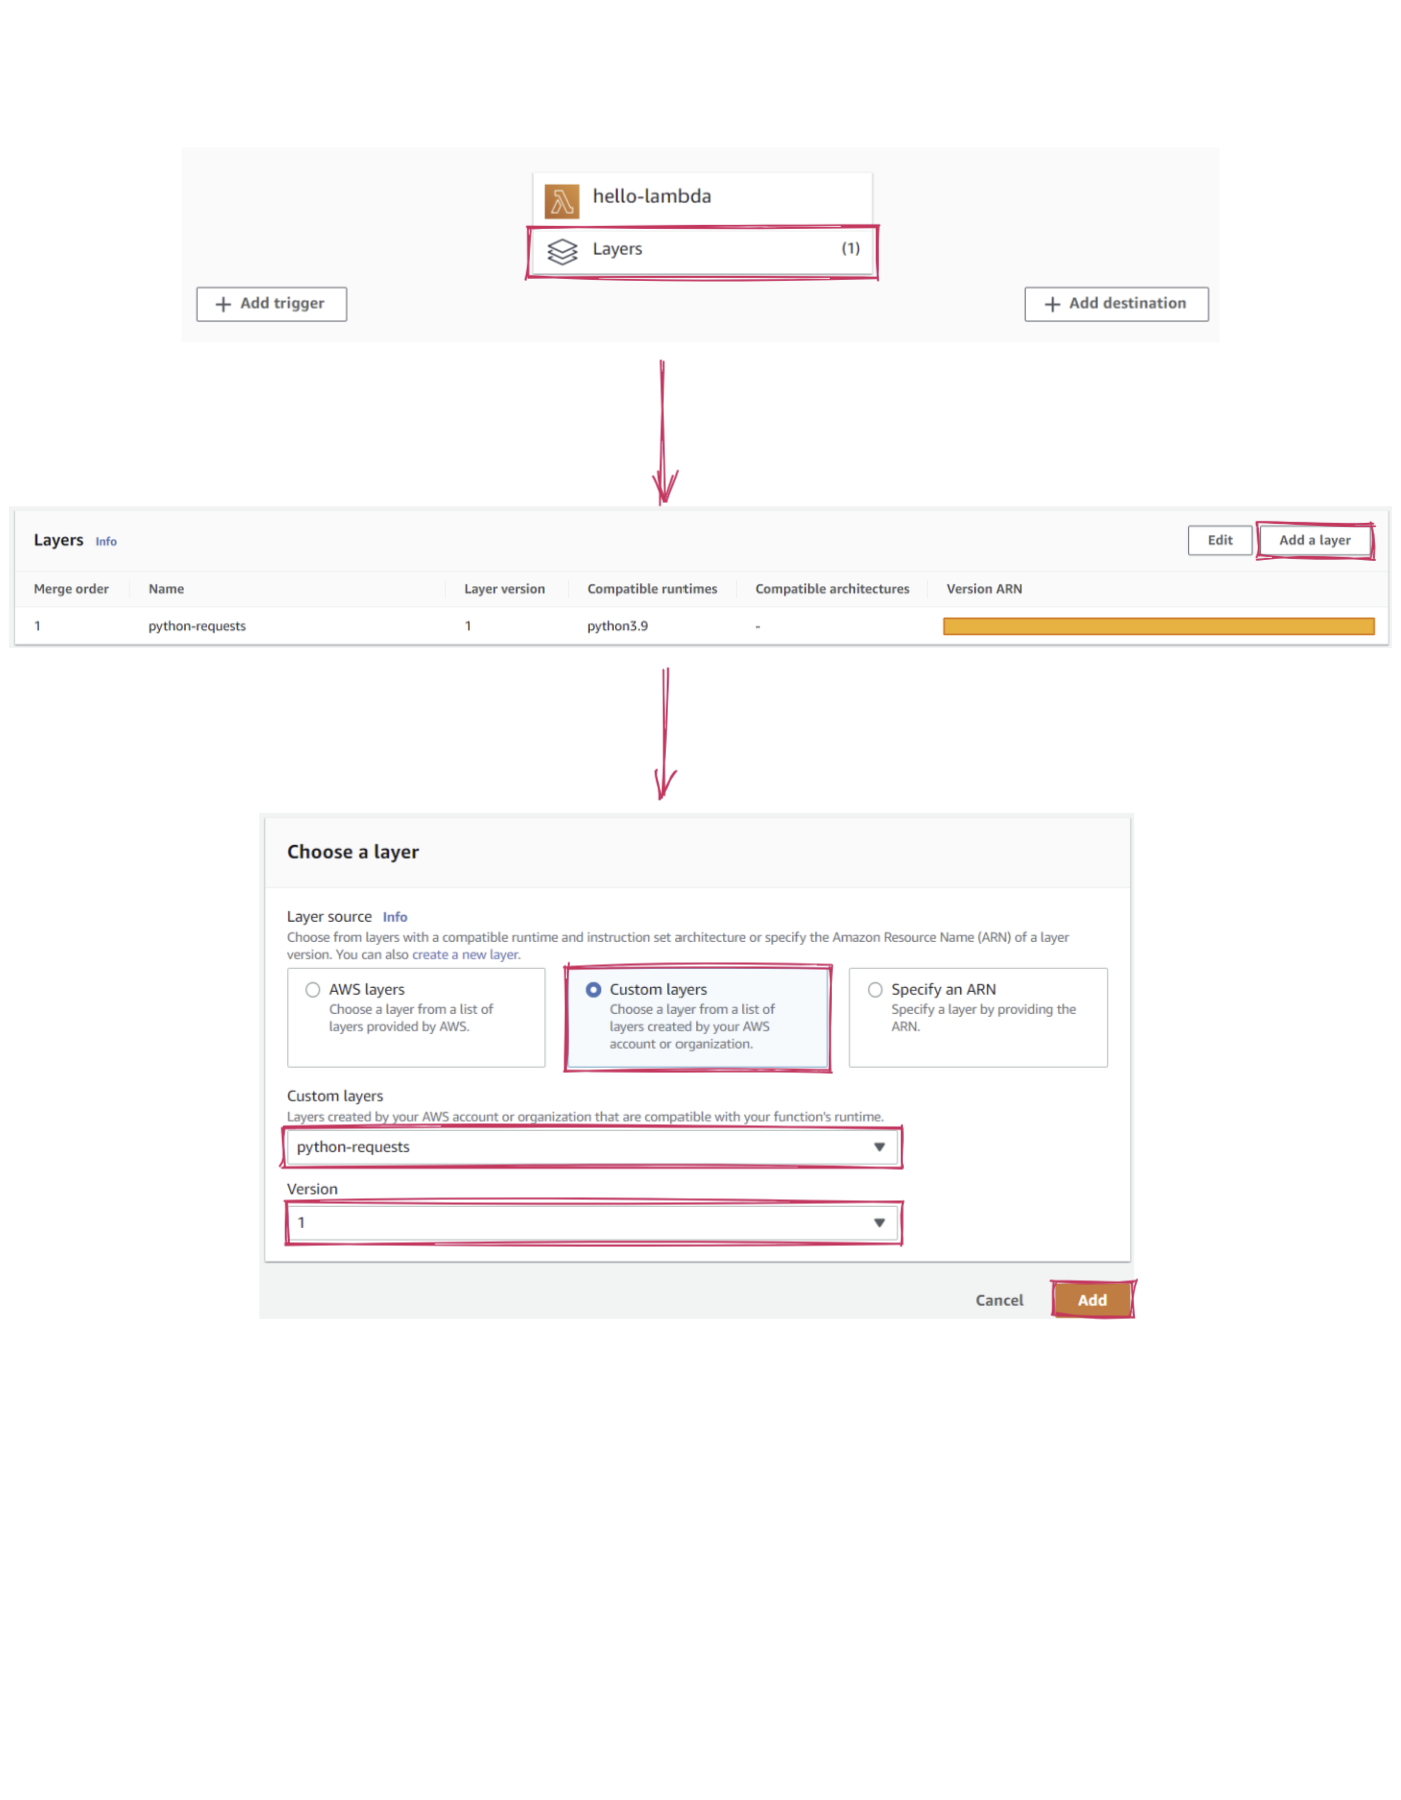 hello-lambda
Layers (1)
+ Add trigger
+ Add destination
Layers Info
Edit
Add a layer
Merge order Name Layer version Compatible runtimes Compatible architectures Version ARN
1 python-requests 1 python3.9 -
Choose a layer
Layer source Info
Choose from layers with a compatible runtime and instruction set architecture or specify the Amazon Resource Name (ARN) of a layer
version. You can also create a new layer.
AWS layers
Choose a layer from a list of
layers provided by AWS.
Custom layers
Choose a layer from a list of
layers created by your AWS
account or organization.
Specify an ARN
Specify a layer by providing the
ARN.
Custom layers
Layers created by your AWS account or organization that are compatible with your function's runtime.
python-requests
Version
1
Cancel
Add